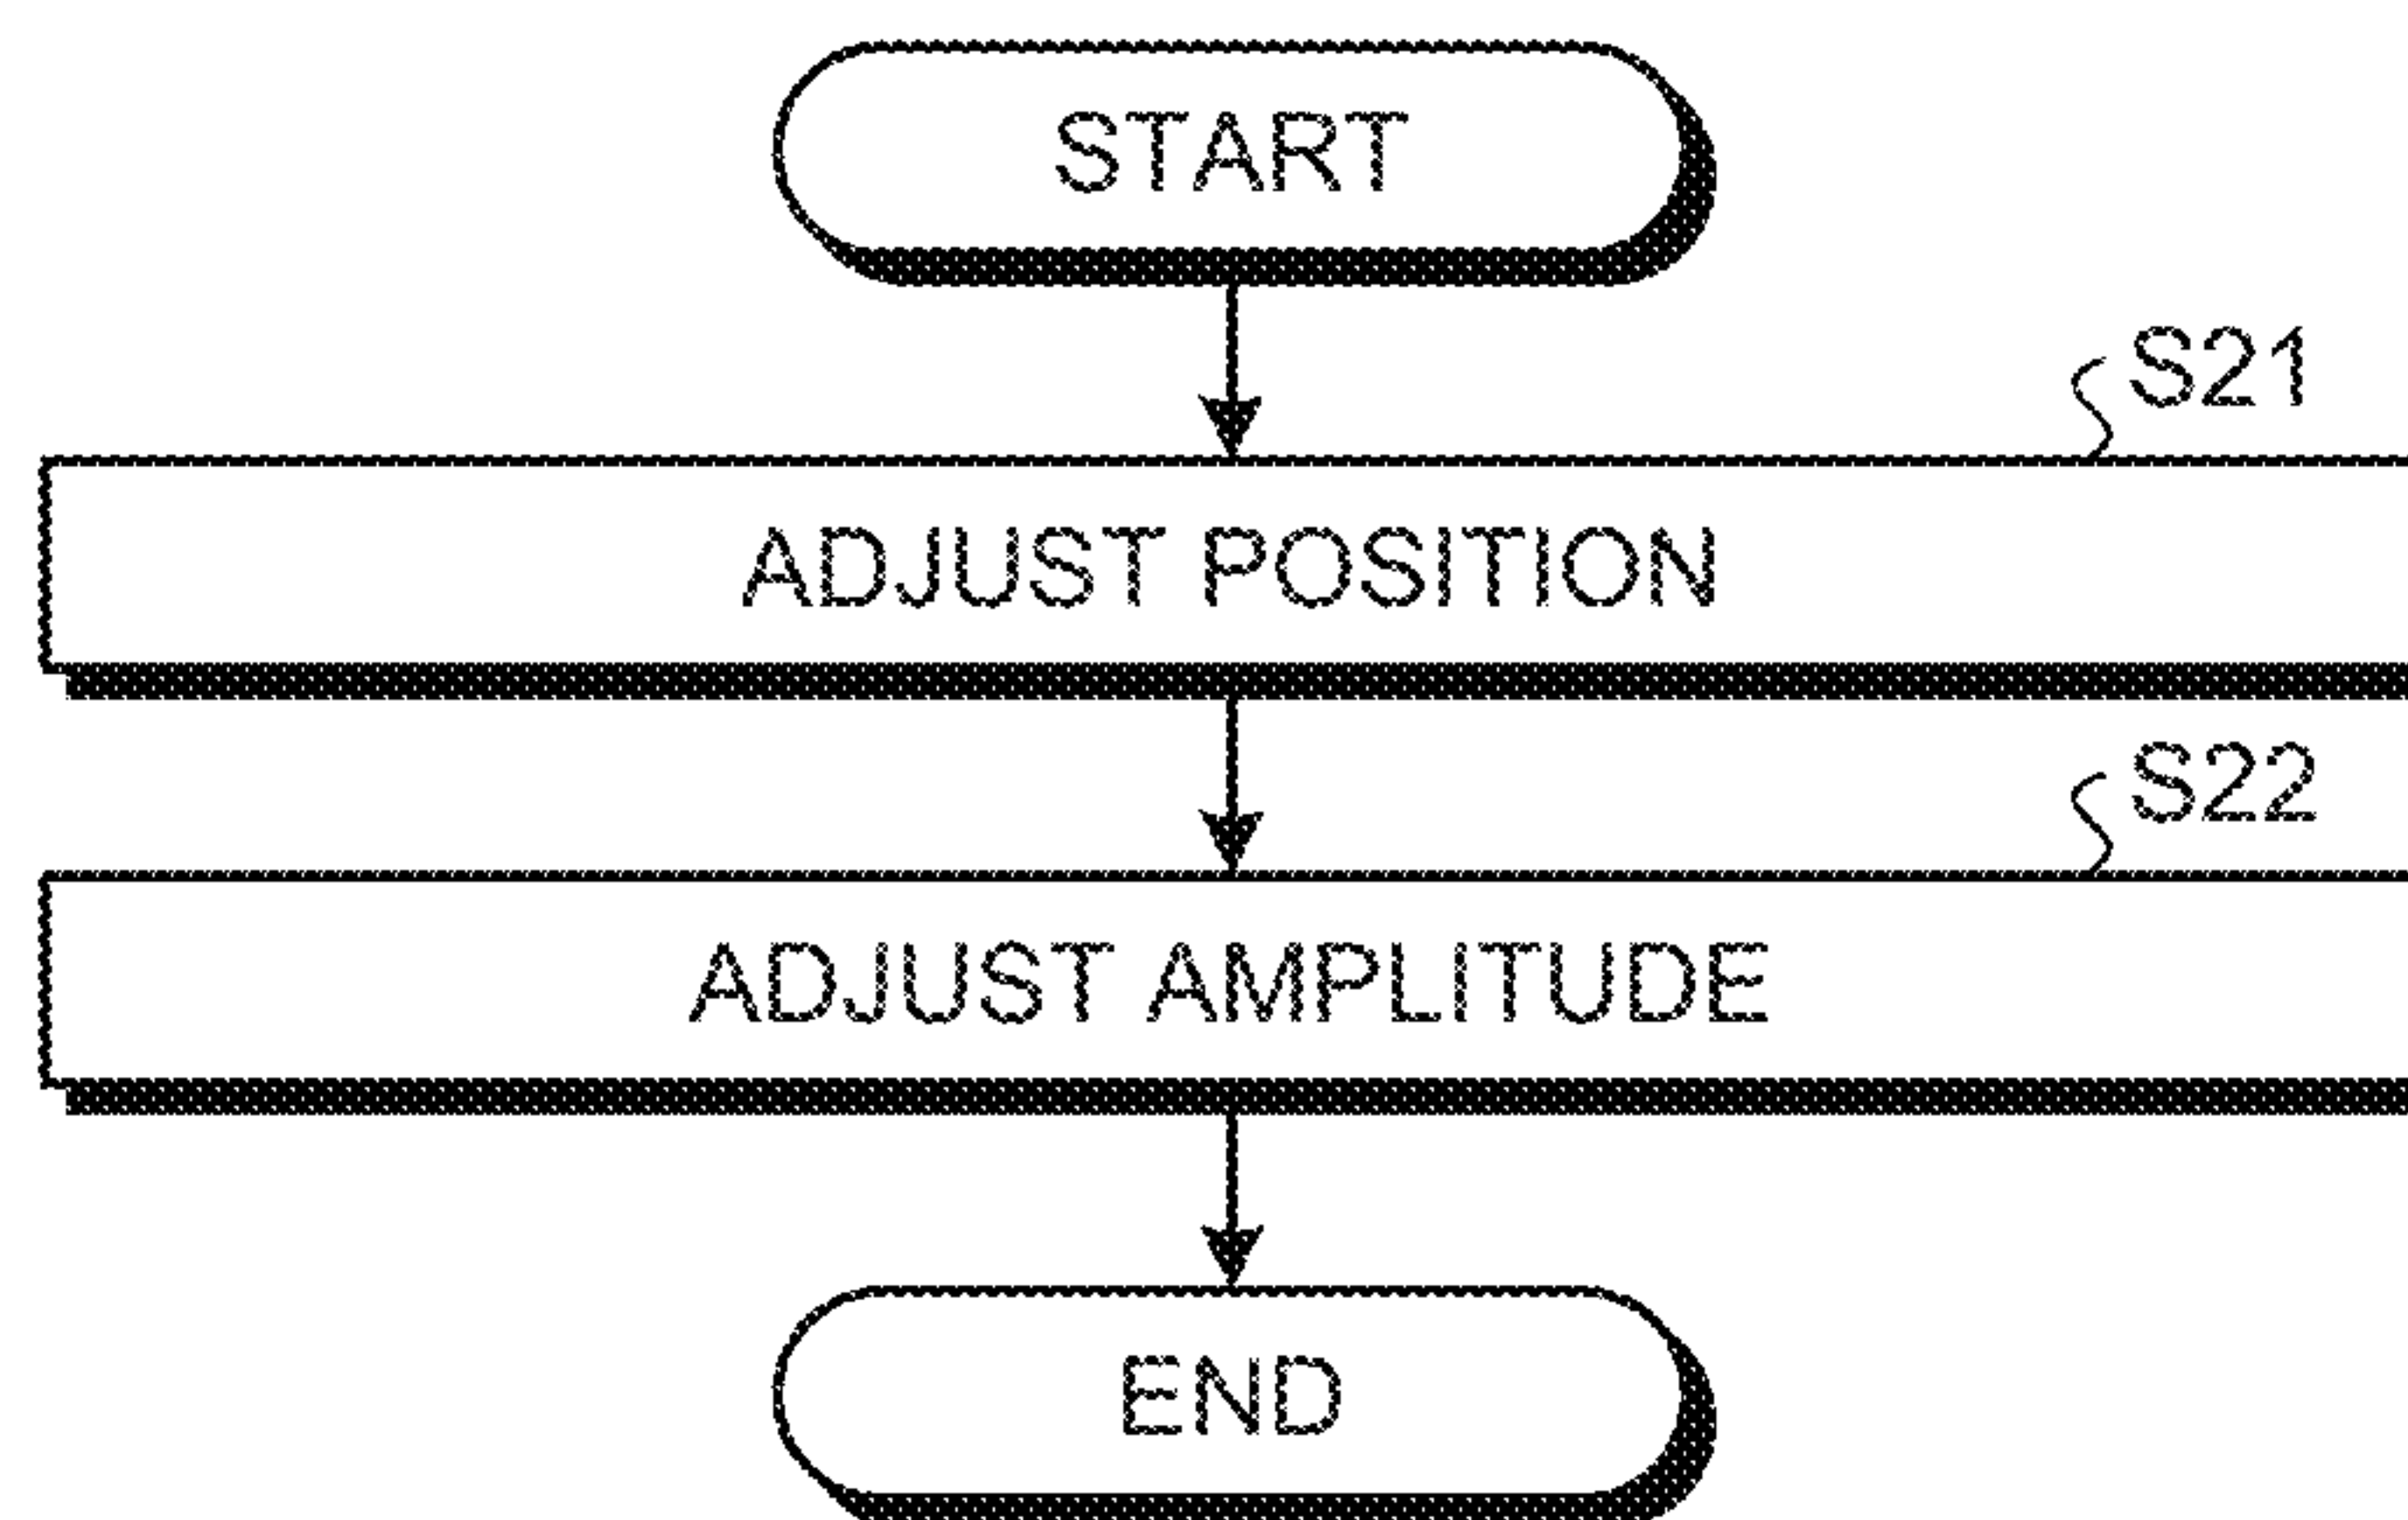 START
S21
ADJUST POSITION
S22
ADJUST AMPLITUDE
END